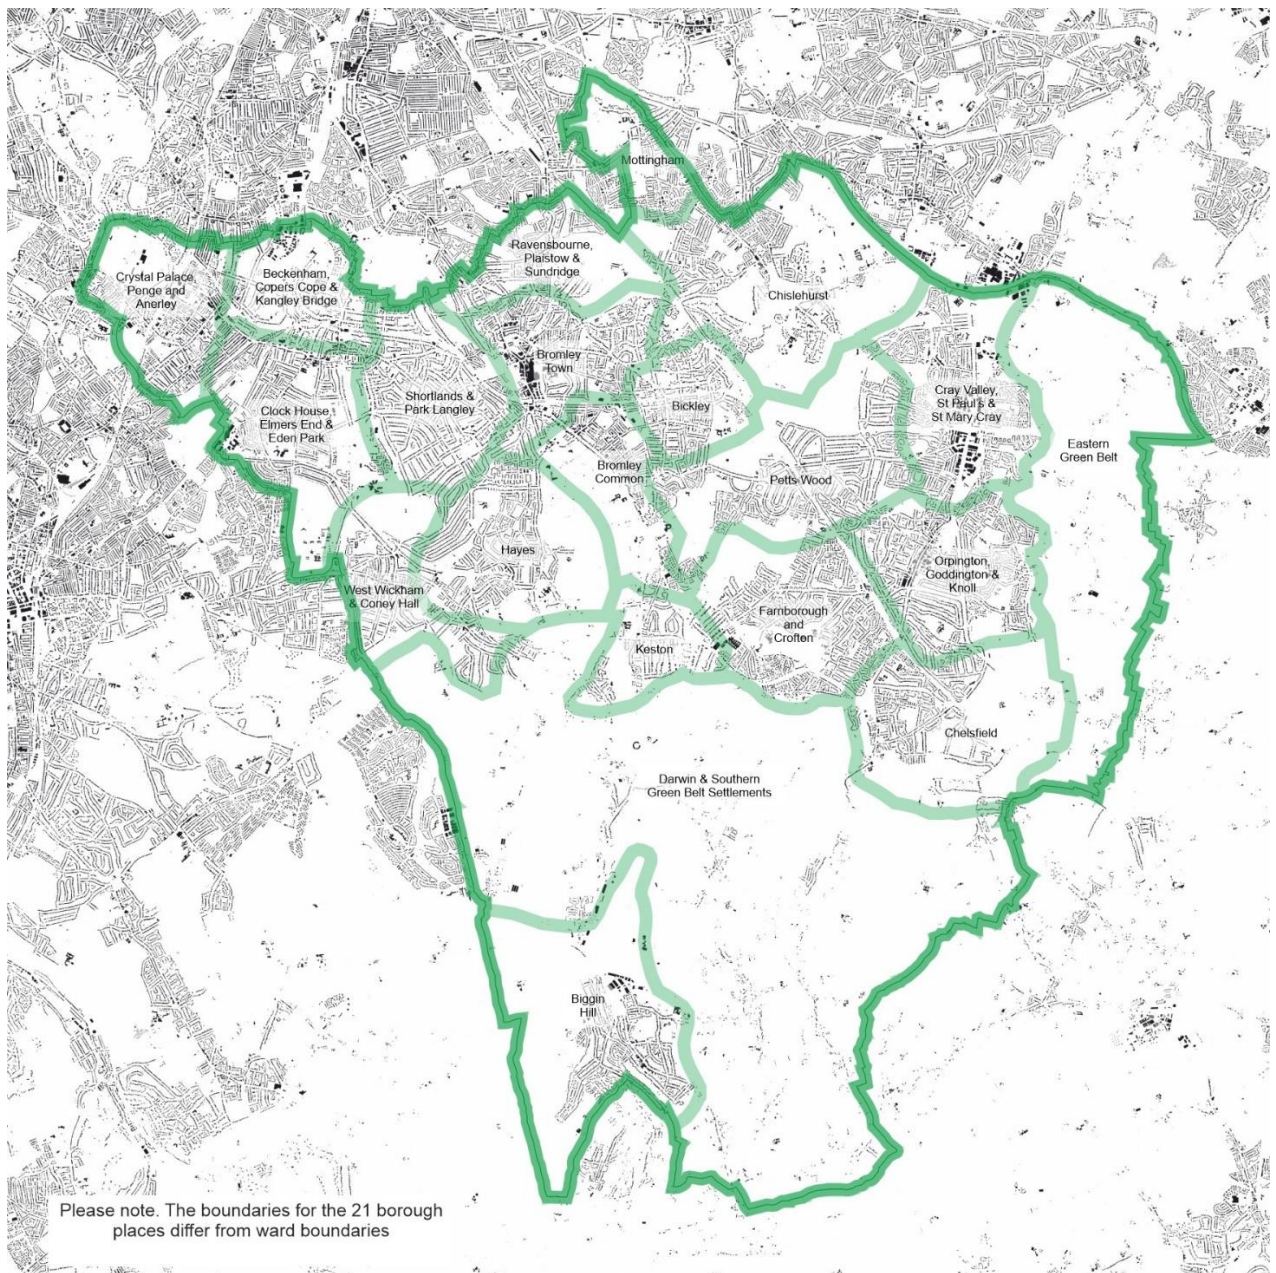 Mottingham
Ravensbourne,
Plaistow &
Sundridge
Crystal Palace,
Penge and
Anerley
Beckenham,
Copers Cope &
Kangley Bridge
Chislehurst
Bromley
Town
Shortlands &
Park Langley
Bickley
Cray Valley,
St Paul's &
St Mary Cray
Clock House,
Elmers End &
Eden Park
Eastern
Green Belt
Bromley
Common
Petts Wood
Hayes
Orpington,
Goddington &
Knoll
West Wickham
& Coney Hall
Farnborough
and
Crofton
Keston
Chelsfield
Darwin & Southern
Green Belt Settlements
Biggin
Hill
Please note. The boundaries for the 21 borough
places differ from ward boundaries